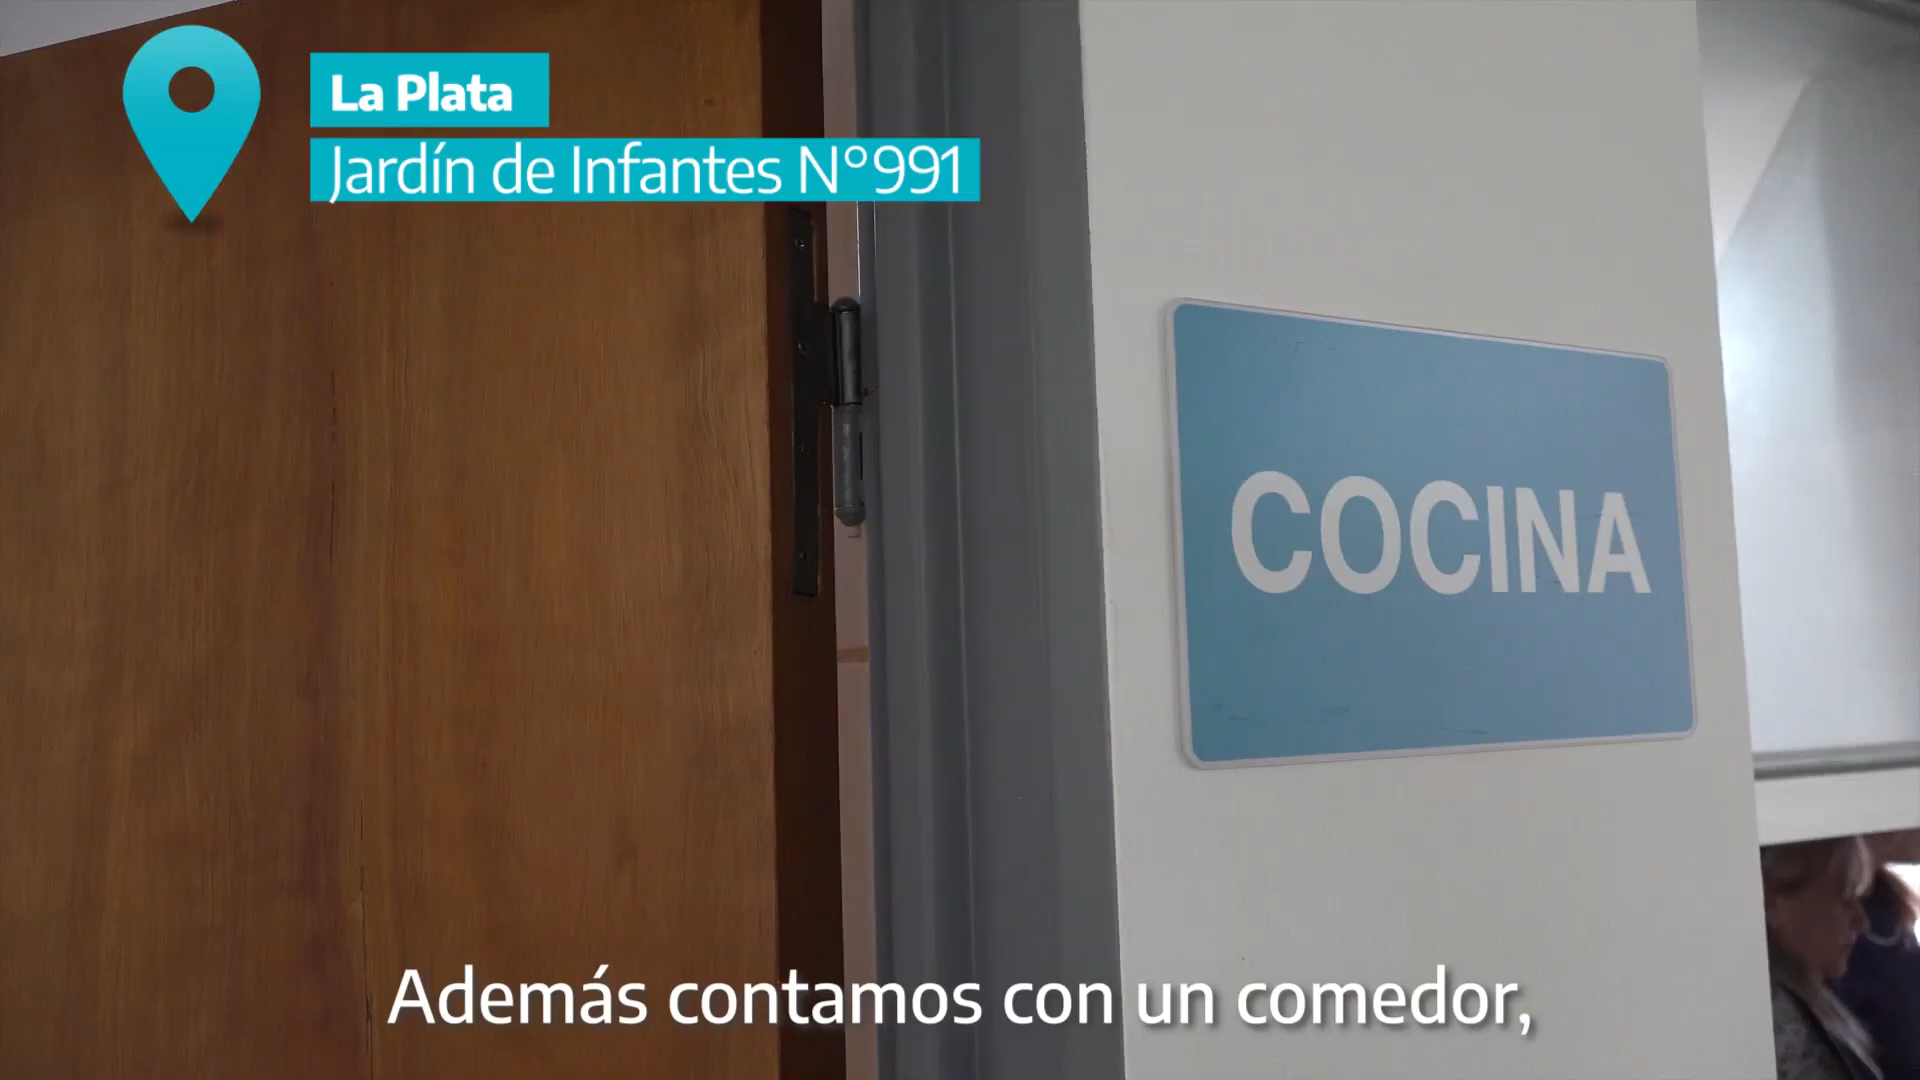 La Plata
Jardín de Infantes N°991
COCINA
Además contamos con un comedor,